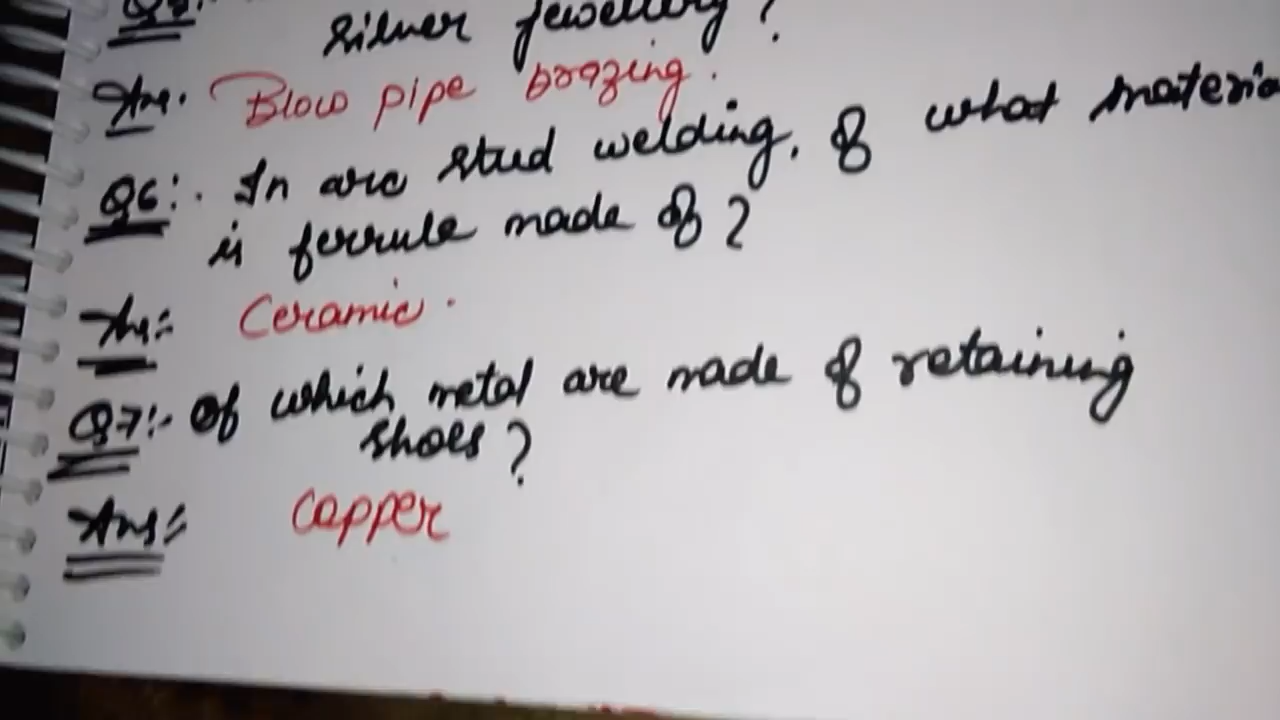 silver jewellery?
Ans. Blow pipe brazing.
Q6:. In arc stud welding, of what materia
is ferrule made of?
Ans:- Ceramic.
Q7:- Of which metal are made of retaining
shoes?
Ans:- Copper